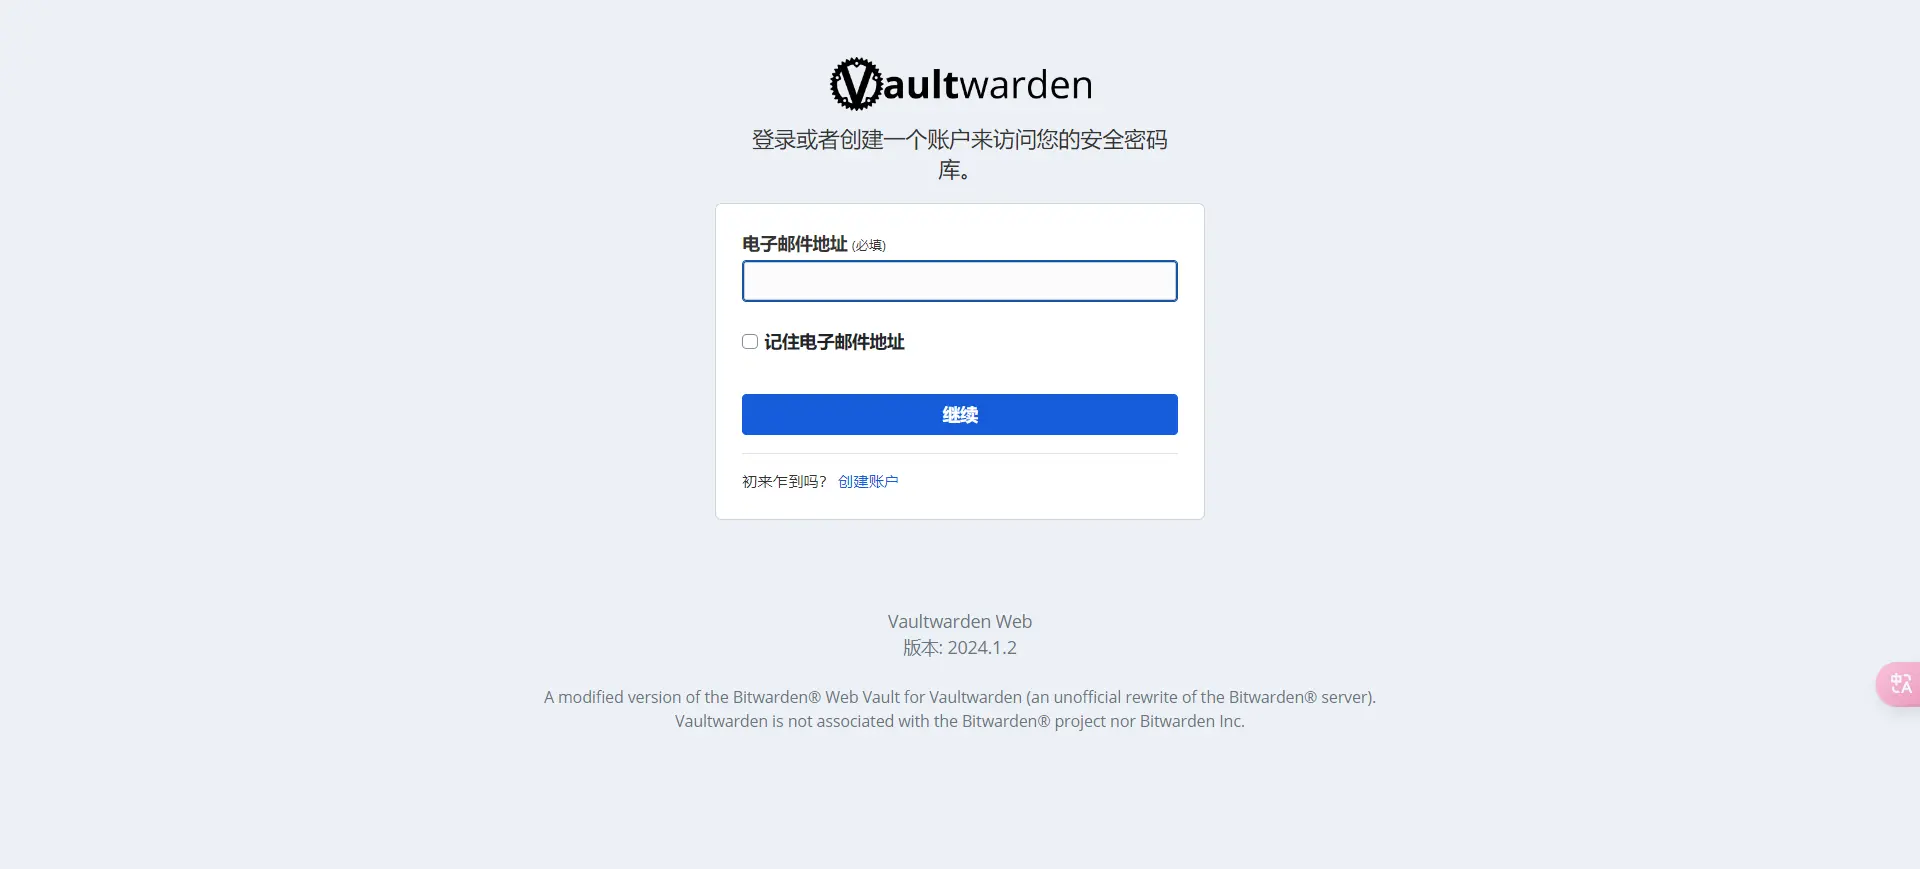 Vaultwarden
登录或者创建一个账户来访问您的安全密码
库。
电子邮件地址 (必填)
记住电子邮件地址
继续
初来乍到吗? 创建账户
Vaultwarden Web
版本: 2024.1.2
A modified version of the Bitwarden® Web Vault for Vaultwarden (an unofficial rewrite of the Bitwarden® server).
Vaultwarden is not associated with the Bitwarden® project nor Bitwarden Inc.
中A